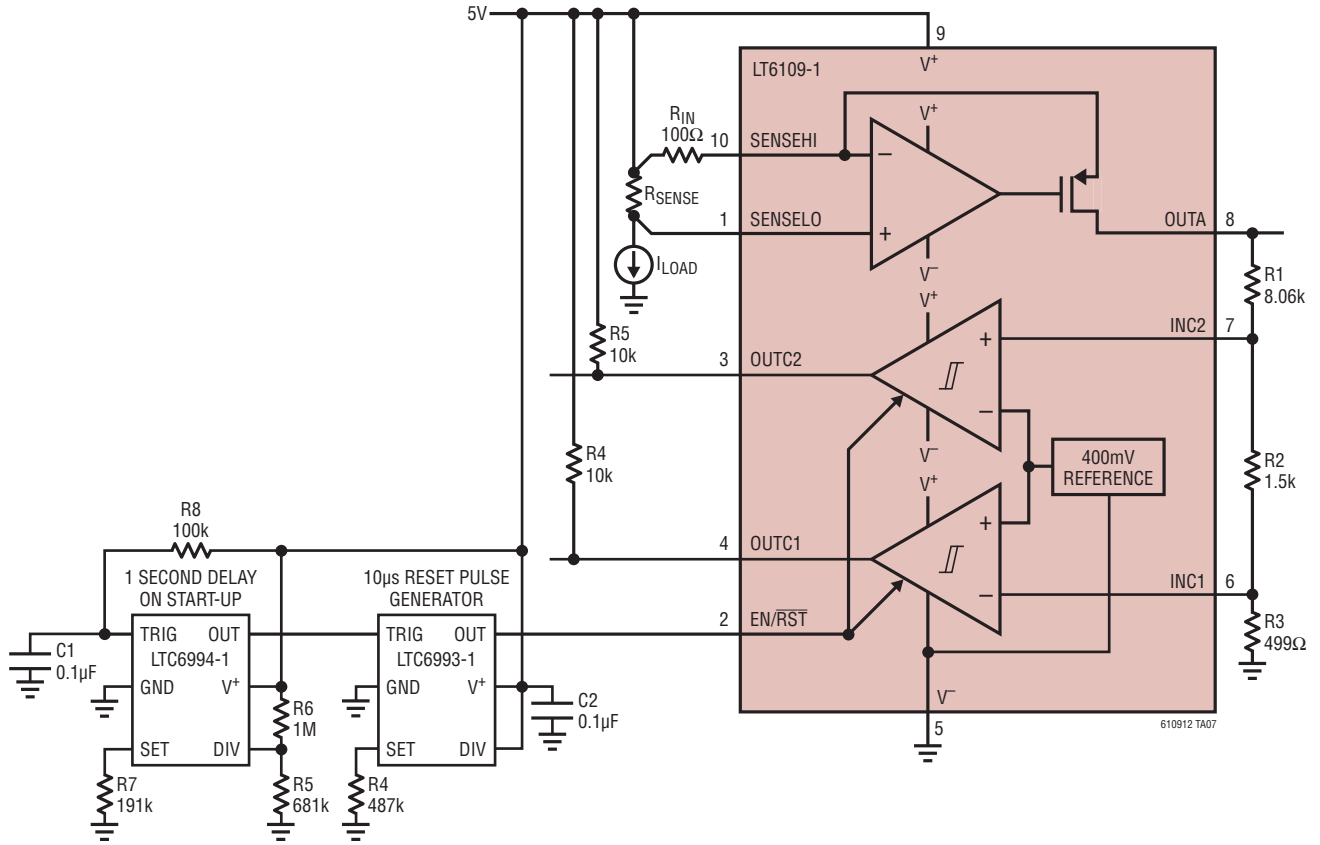 5V
9
LT6109-1
V+
RIN
100Ω
10
SENSEHI
V+
−
RSENSE
1
SENSELO
+
OUTA
8
V−
ILOAD
R1
8.06k
V+
R5
10k
INC2
7
+
3
OUTC2
−
V−
R4
10k
400mV
REFERENCE
R2
1.5k
V+
+
R8
100k
4
OUTC1
1 SECOND DELAY
ON START-UP
10µs RESET PULSE
GENERATOR
−
INC1
6
2
EN/R̅S̅T̅
TRIG OUT
LTC6994-1
GND V+
SET DIV
TRIG OUT
LTC6993-1
GND V+
SET DIV
C1
0.1µF
R3
499Ω
R6
1M
C2
0.1µF
V−
5
610912 TA07
R7
191k
R5
681k
R4
487k